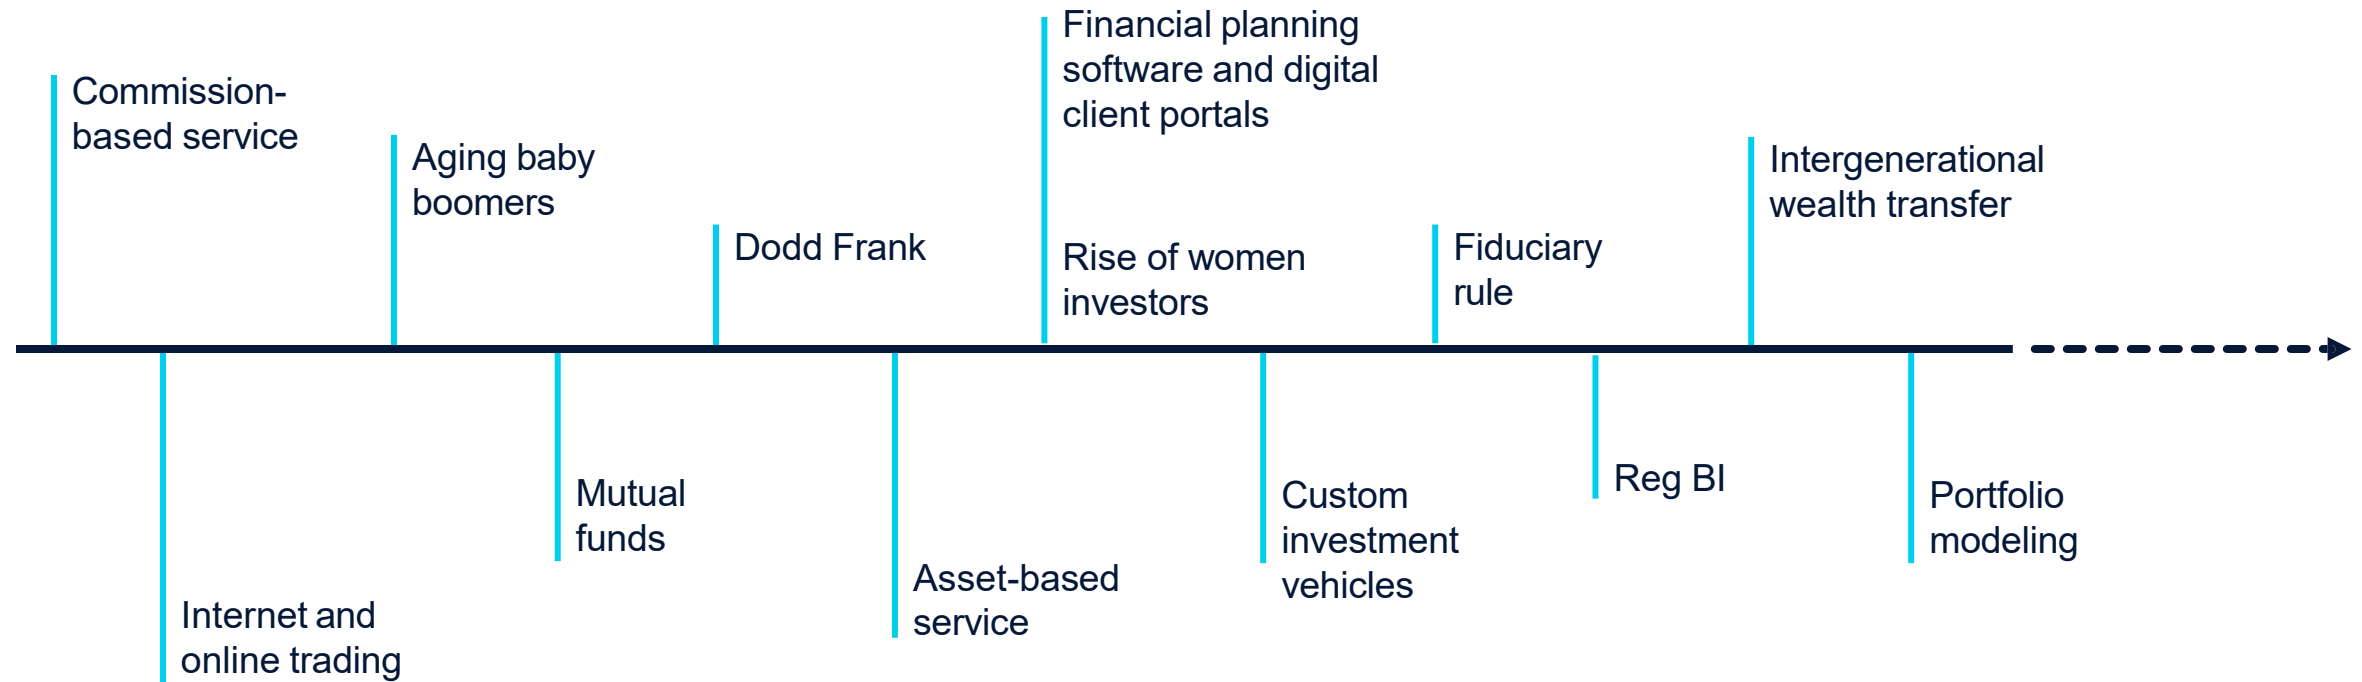 Commission-
based service
Internet and
online trading
Aging baby
boomers
Mutual
funds
Dodd Frank
Asset-based
service
Financial planning
software and digital
client portals
Rise of women
investors
Custom
investment
vehicles
Fiduciary
rule
Reg BI
Intergenerational
wealth transfer
Portfolio
modeling